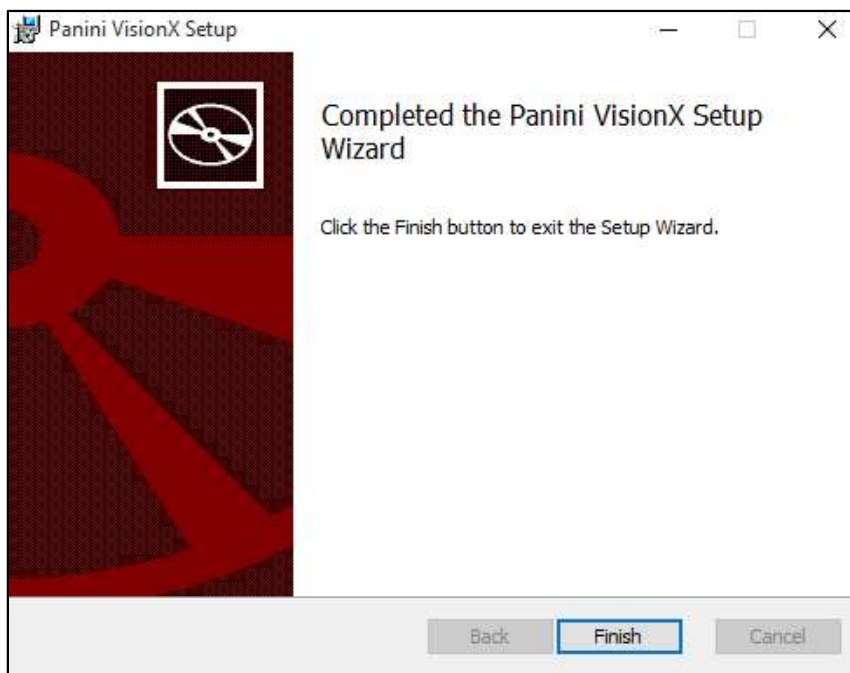 Panini VisionX Setup
Completed the Panini VisionX Setup
Wizard
Click the Finish button to exit the Setup Wizard.
Back Finish Cancel